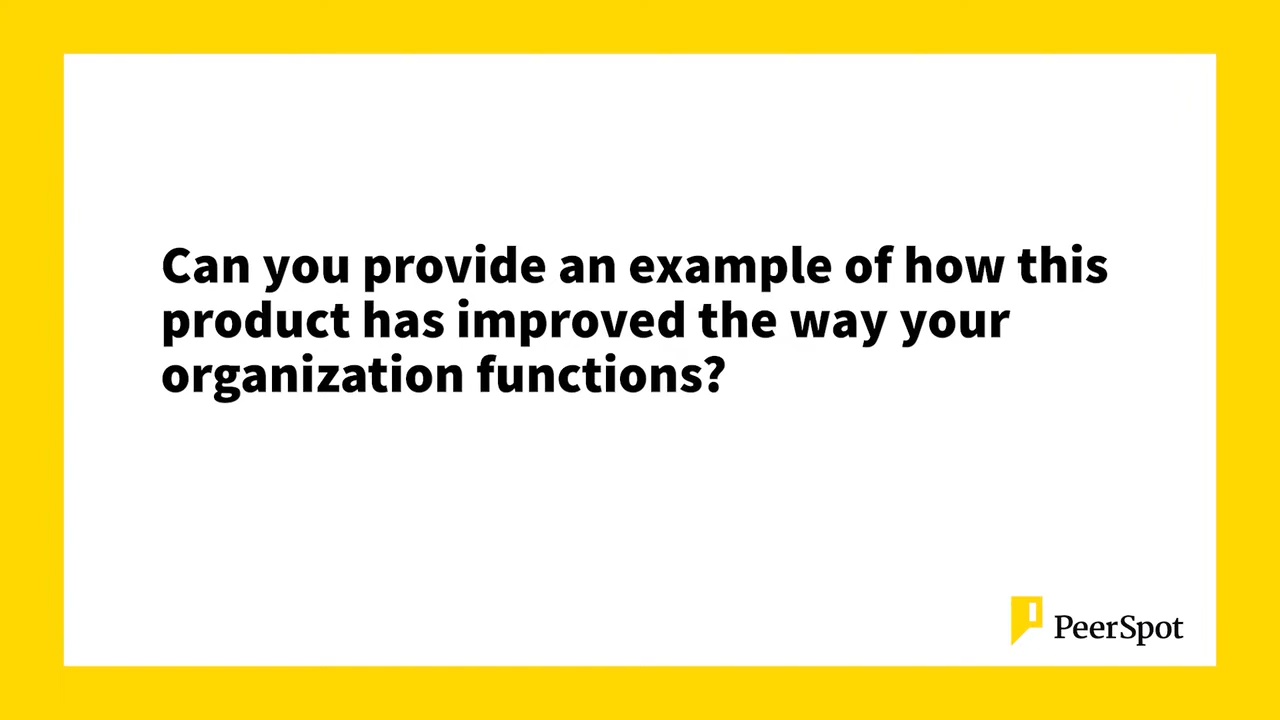 Can you provide an example of how this
product has improved the way your
organization functions?
PeerSpot